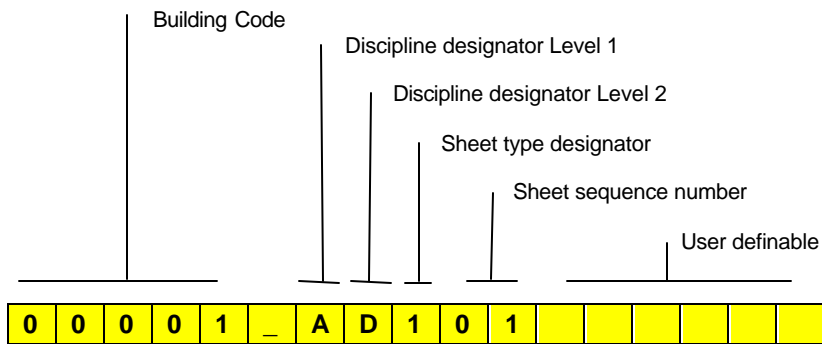 Building Code
Discipline designator Level 1
Discipline designator Level 2
Sheet type designator
Sheet sequence number
User definable
0 0 0 0 1 _ A D 1 0 1